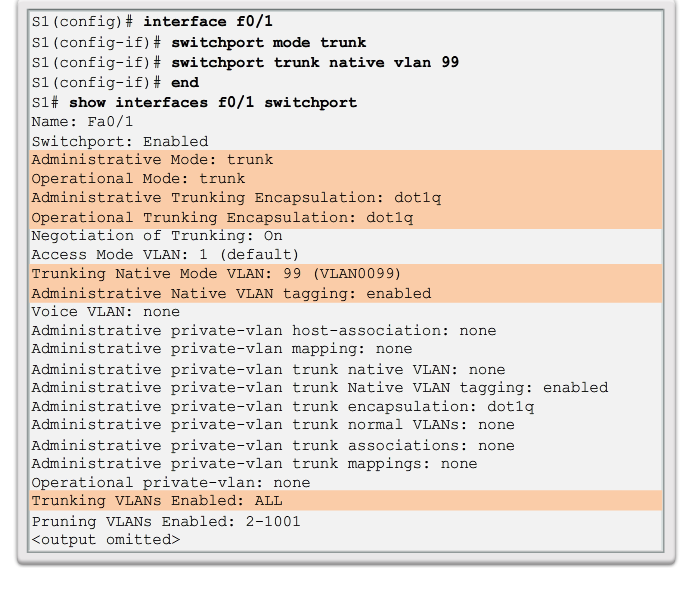 S1(config)# interface f0/1
S1(config-if)# switchport mode trunk
S1(config-if)# switchport trunk native vlan 99
S1(config-if)# end
S1# show interfaces f0/1 switchport
Name: Fa0/1
Switchport: Enabled
Administrative Mode: trunk
Operational Mode: trunk
Administrative Trunking Encapsulation: dot1q
Operational Trunking Encapsulation: dot1q
Negotiation of Trunking: On
Access Mode VLAN: 1 (default)
Trunking Native Mode VLAN: 99 (VLAN0099)
Administrative Native VLAN tagging: enabled
Voice VLAN: none
Administrative private-vlan host-association: none
Administrative private-vlan mapping: none
Administrative private-vlan trunk native VLAN: none
Administrative private-vlan trunk Native VLAN tagging: enabled
Administrative private-vlan trunk encapsulation: dot1q
Administrative private-vlan trunk normal VLANs: none
Administrative private-vlan trunk associations: none
Administrative private-vlan trunk mappings: none
Operational private-vlan: none
Trunking VLANs Enabled: ALL
Pruning VLANs Enabled: 2-1001
<output omitted>